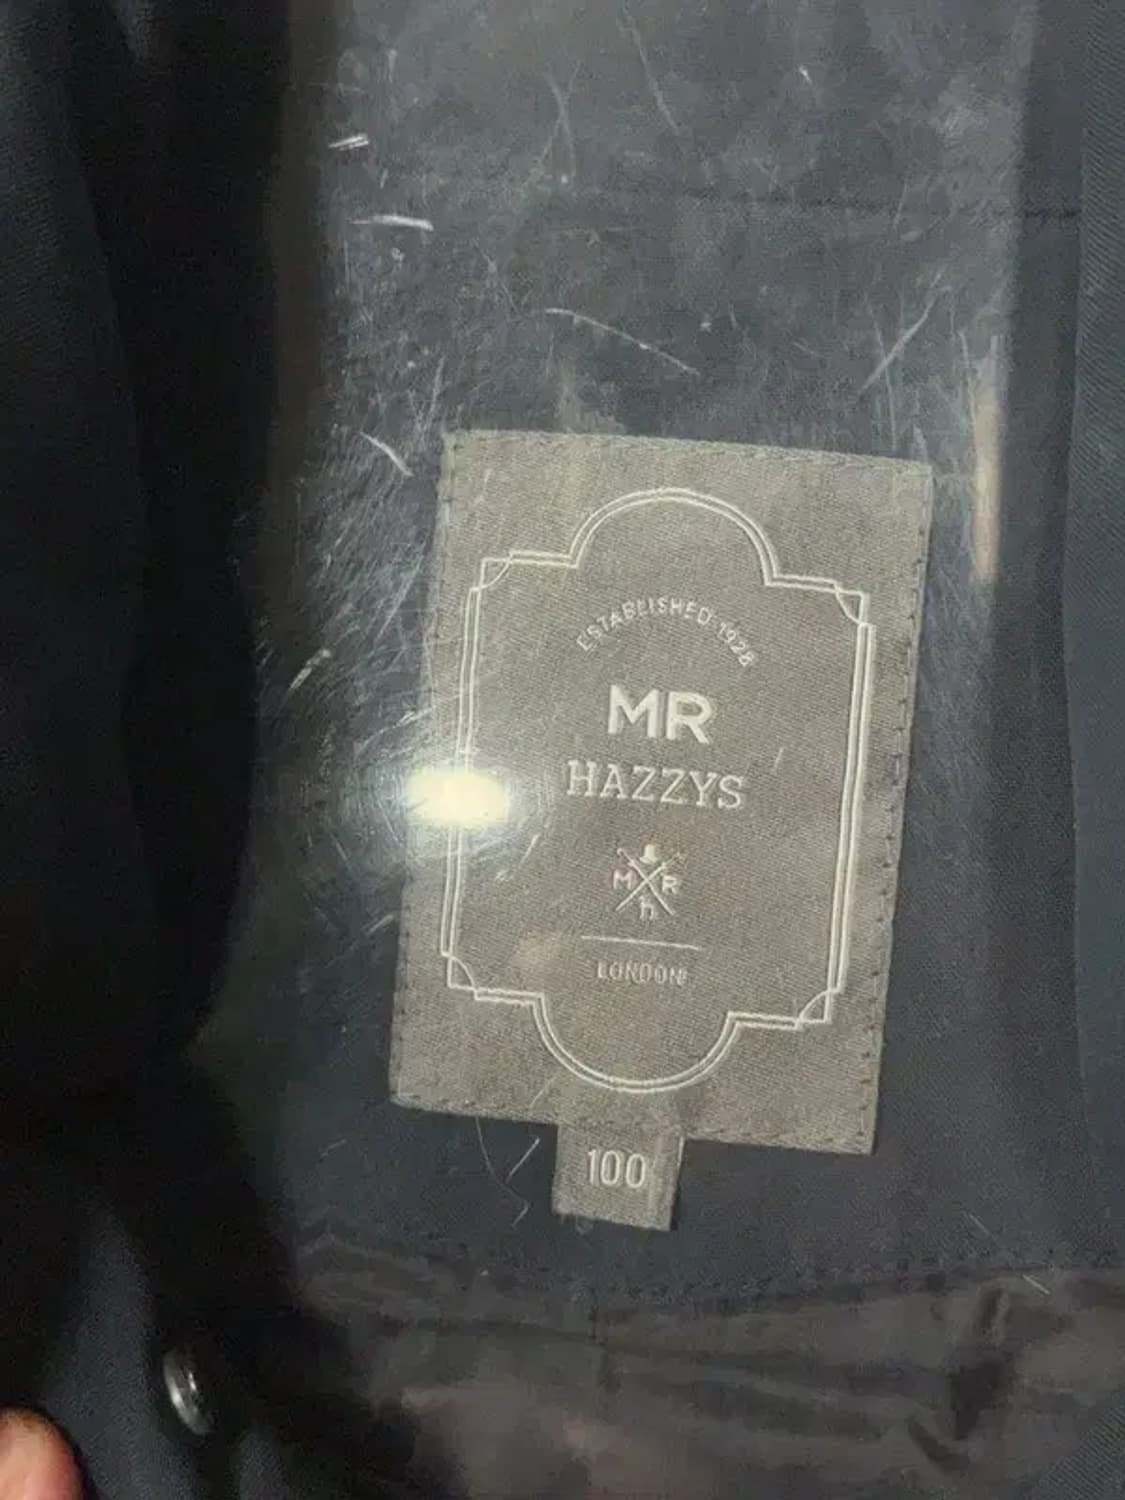 ESTABLISHED 1928
MR
HAZZYS
M R
h
LONDON
100